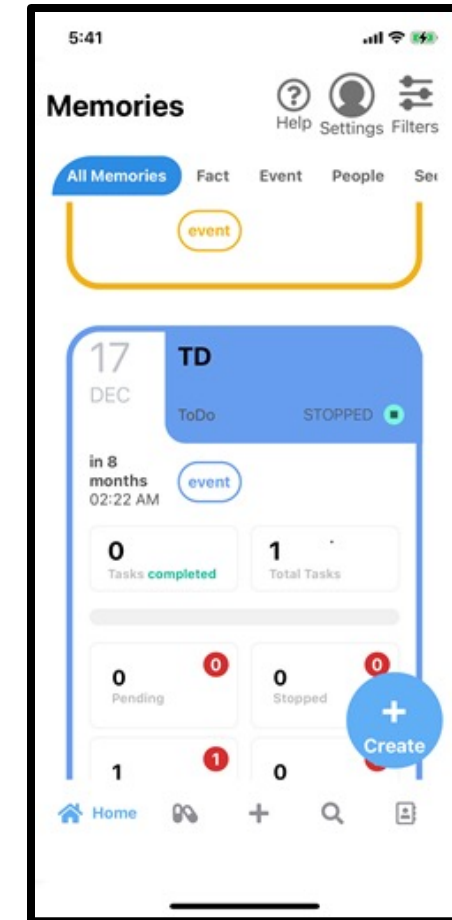 5:41
Memories
Help Settings Filters
All Memories Fact Event People
event
17 TD
DEC
ToDo STOPPED
in 8
months event
02:22 AM
0 1
Tasks completed Total Tasks
0 0 0 0
Pending Stopped
+
Create
1 1 0
Home